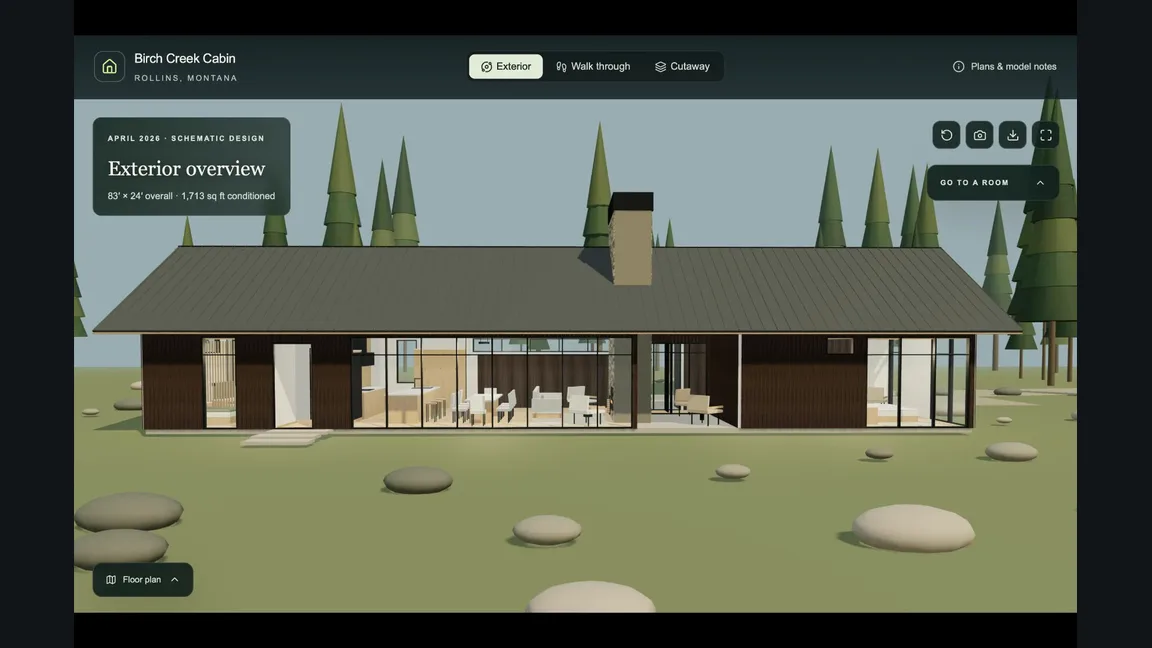 Birch Creek Cabin
ROLLINS, MONTANA
Exterior
Walk through
Cutaway
Plans & model notes
APRIL 2026 · SCHEMATIC DESIGN
Exterior overview
83' × 24' overall · 1,713 sq ft conditioned
GO TO A ROOM
Floor plan